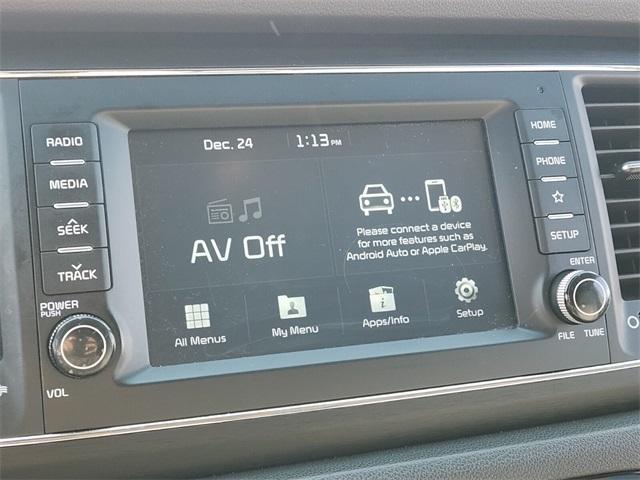 RADIO
MEDIA
SEEK
TRACK
POWER
PUSH
VOL
Dec. 24 1:13 PM
AV Off
Please connect a device
for more features such as
Android Auto or Apple CarPlay.
All Menus
My Menu
Apps/Info
Setup
HOME
PHONE
SETUP
ENTER
FILE TUNE